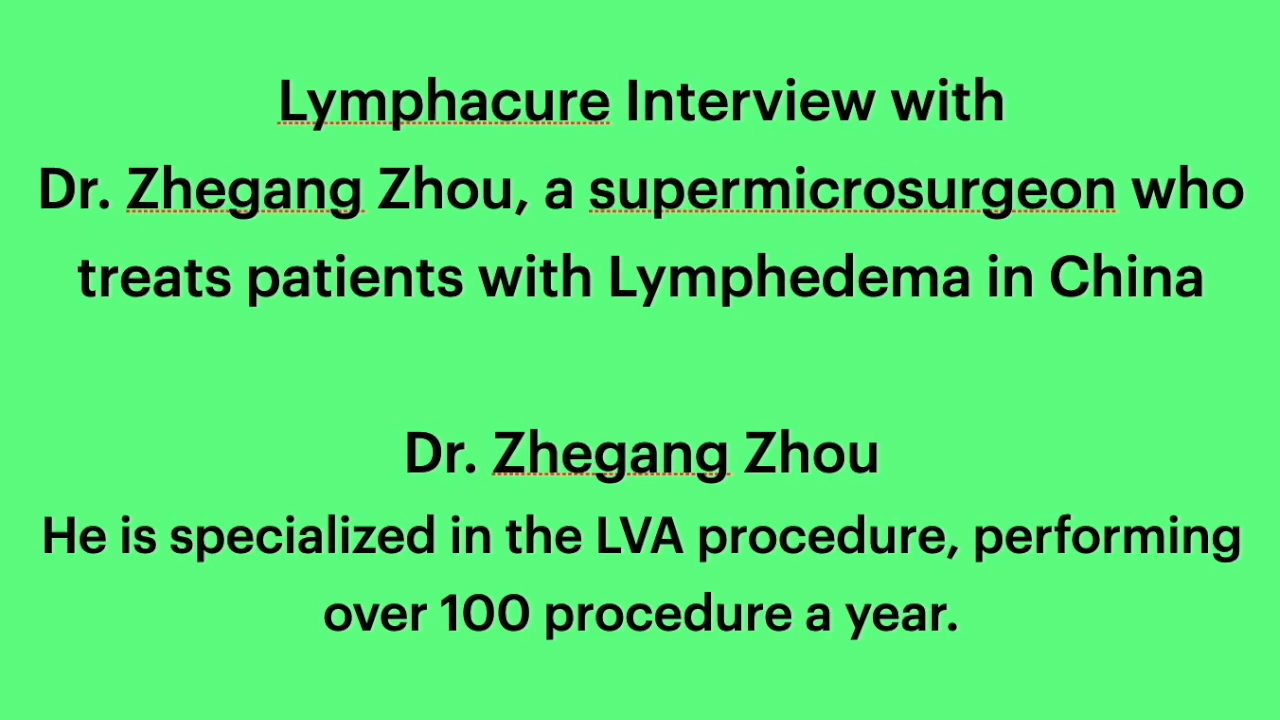 Lymphacure Interview with
Dr. Zhegang Zhou, a supermicrosurgeon who
treats patients with Lymphedema in China
Dr. Zhegang Zhou
He is specialized in the LVA procedure, performing
over 100 procedure a year.